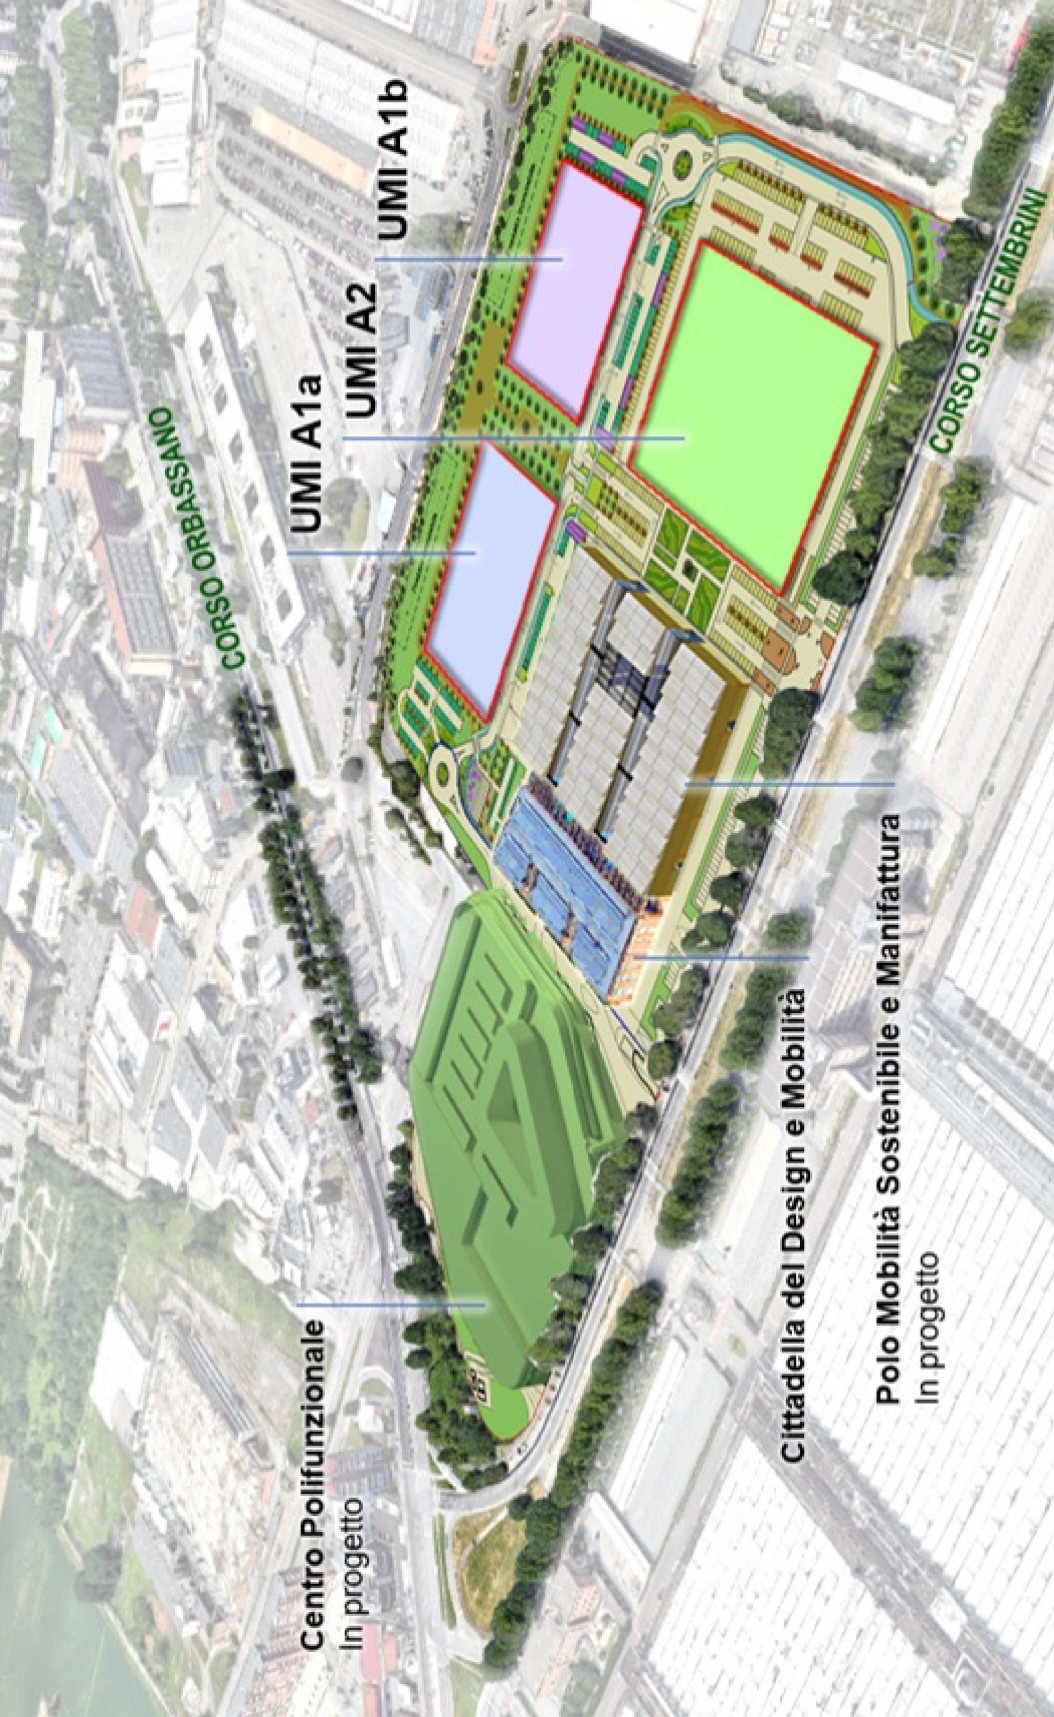 Centro Polifunzionale
In progetto
CORSO ORBASSANO
UMI A1a
UMI A2
UMI A1b
Cittadella del Design e Mobilità
Polo Mobilità Sostenibile e Manifattura
In progetto
CORSO SETTEMBRINI